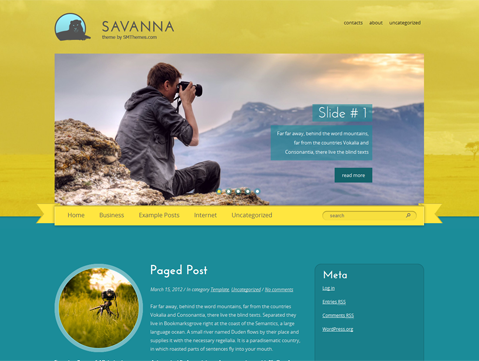 SAVANNA
theme by SMThemes.com
contacts about uncategorized
Slide # 1
Far far away, behind the word mountains,
far from the countries Vokalia and
Consonantia, there live the blind texts
read more
Home Business Example Posts Internet Uncategorized search
Paged Post
March 15, 2012 / in category Template, Uncategorized / No comments
Far far away, behind the word mountains, far from the countries
Vokalia and Consonantia, there live the blind texts. Separated they
live in Bookmarksgrove right at the coast of the Semantics, a large
language ocean. A small river named Duden flows by their place and
supplies it with the necessary regelialia. It is a paradisematic country,
in which roasted parts of sentences fly into your mouth.
Meta
Log in
Entries RSS
Comments RSS
WordPress.org